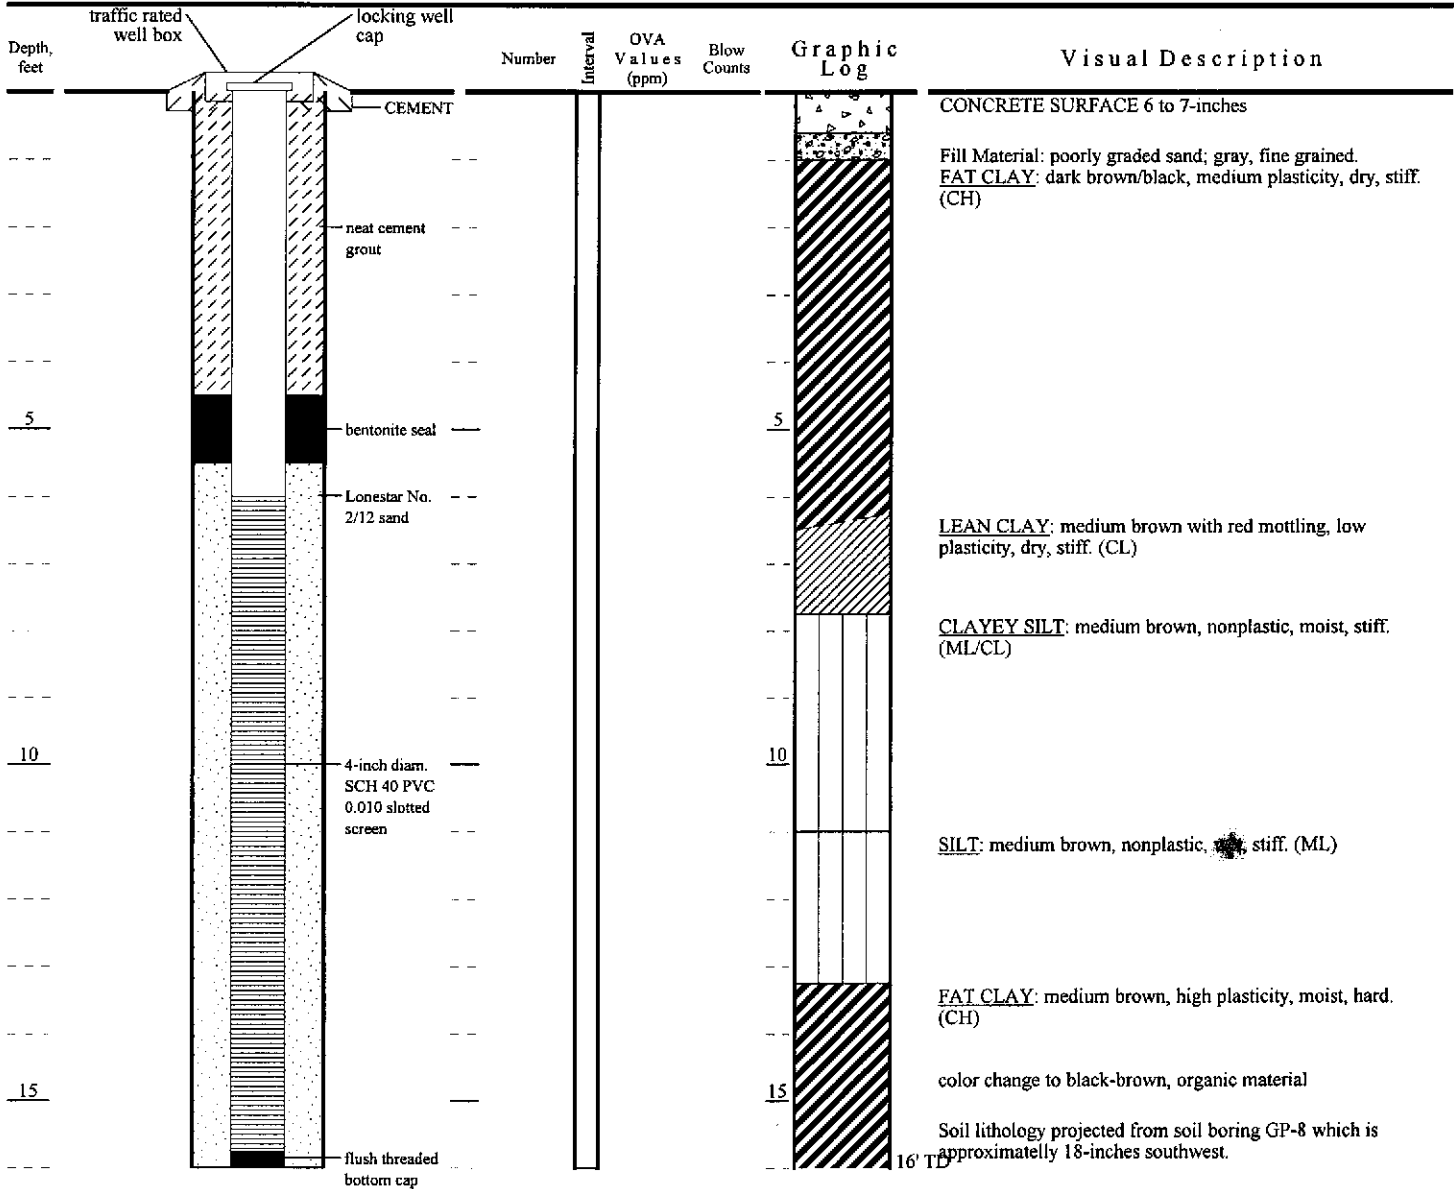 traffic rated
well box
locking well
cap
Depth,
feet
Number
Interval
OVA
Values
(ppm)
Blow
Counts
Graphic
Log
Visual Description
CEMENT
CONCRETE SURFACE 6 to 7-inches
Fill Material: poorly graded sand; gray, fine grained.
FAT CLAY: dark brown/black, medium plasticity, dry, stiff.
(CH)
neat cement
grout
5
bentonite seal
5
Lonestar No.
2/12 sand
LEAN CLAY: medium brown with red mottling, low
plasticity, dry, stiff. (CL)
CLAYEY SILT: medium brown, nonplastic, moist, stiff.
(ML/CL)
10
4-inch diam.
SCH 40 PVC
0.010 slotted
screen
10
SILT: medium brown, nonplastic, stiff. (ML)
FAT CLAY: medium brown, high plasticity, moist, hard.
(CH)
color change to black-brown, organic material
15
15
Soil lithology projected from soil boring GP-8 which is
approximatelly 18-inches southwest.
16' TD
flush threaded
bottom cap